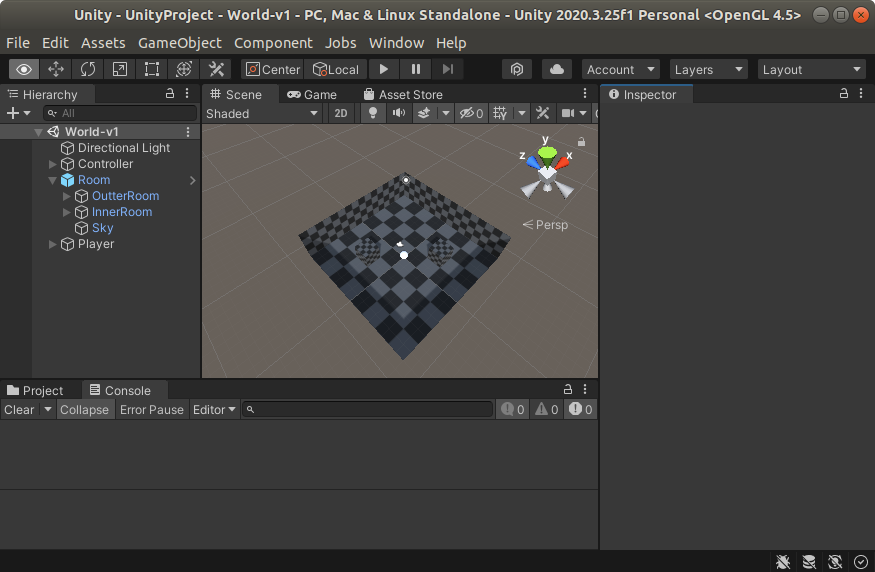 Unity - UnityProject - World-v1 - PC, Mac & Linux Standalone - Unity 2020.3.25f1 Personal <OpenGL 4.5>
File Edit Assets GameObject Component Jobs Window Help
Center Local Account Layers Layout
Hierarchy
All
World-v1
Directional Light
Controller
Room
OutterRoom
InnerRoom
Sky
Player
Scene Game Asset Store
Shaded 2D 0
y
z x
Persp
Inspector
Project Console
Clear Collapse Error Pause Editor 0 0 0